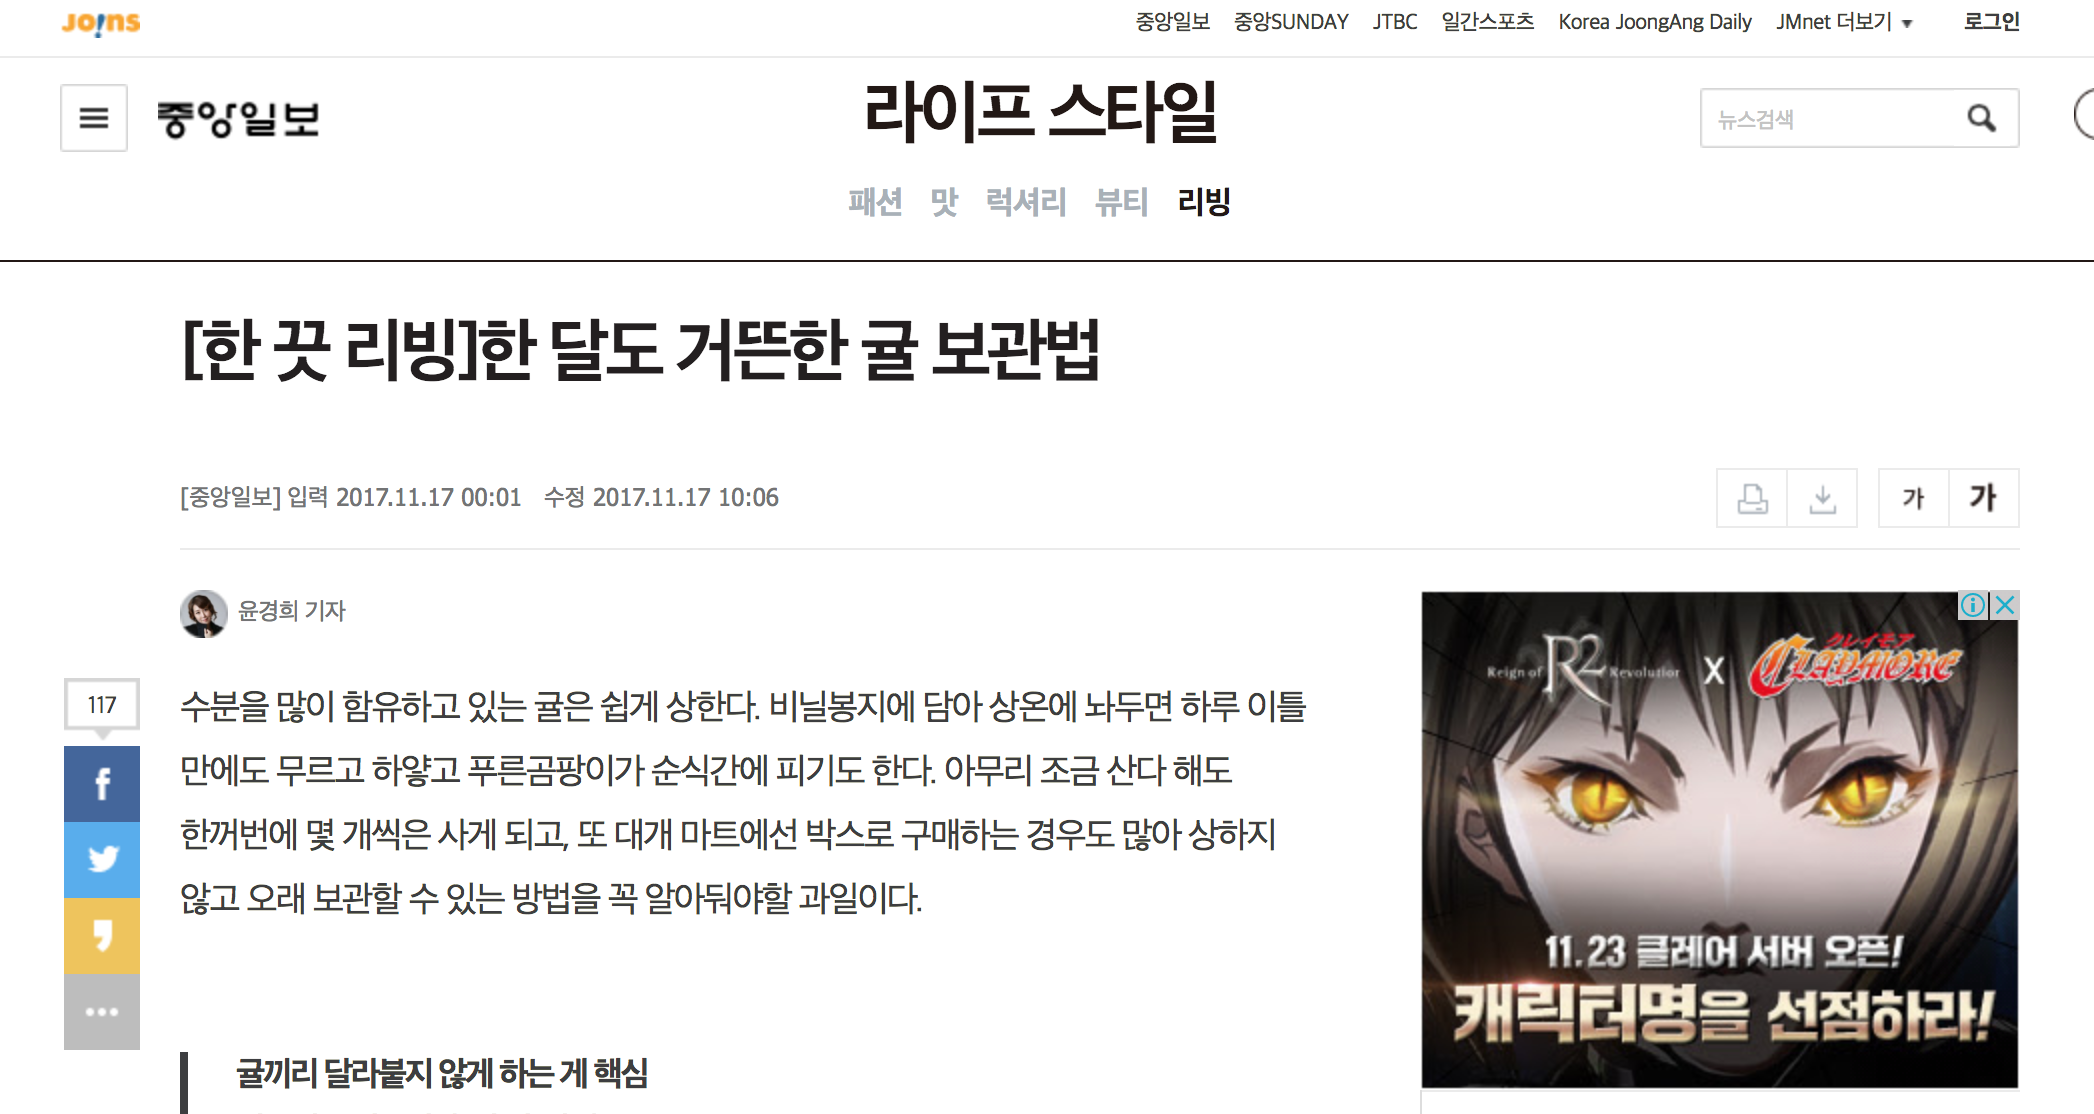 JOINS
중앙일보 중앙SUNDAY JTBC 일간스포츠 Korea JoongAng Daily JMnet 더보기 로그인
중앙일보
라이프 스타일
뉴스검색
패션 맛 럭셔리 뷰티 리빙
[한 끗 리빙]한 달도 거뜬한 귤 보관법
[중앙일보] 입력 2017.11.17 00:01 수정 2017.11.17 10:06
가 가
윤경희 기자
117
수분을 많이 함유하고 있는 귤은 쉽게 상한다. 비닐봉지에 담아 상온에 놔두면 하루 이틀
만에도 무르고 하얗고 푸른곰팡이가 순식간에 피기도 한다. 아무리 조금 산다 해도
한꺼번에 몇 개씩은 사게 되고, 또 대개 마트에선 박스로 구매하는 경우도 많아 상하지
않고 오래 보관할 수 있는 방법을 꼭 알아둬야할 과일이다.
귤끼리 달라붙지 않게 하는 게 핵심
Reign of R2 Revolution X クレイモア
CLAYMORE
11.23 클레어 서버 오픈!
캐릭터명을 선점하라!